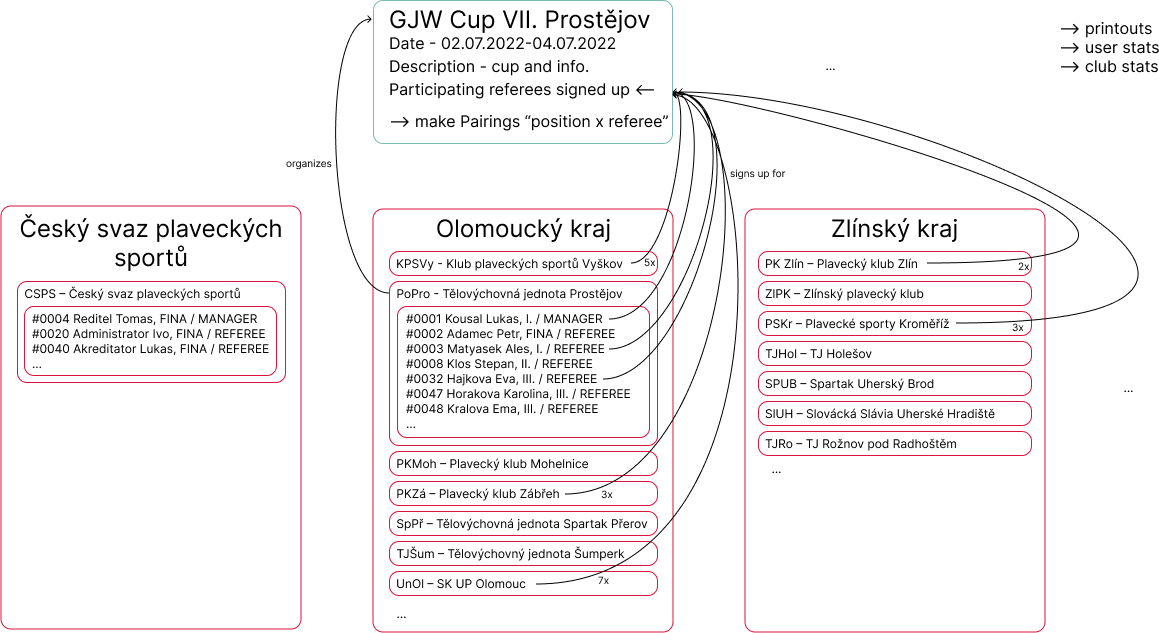 GJW Cup VII. Prostějov
Date - 02.07.2022-04.07.2022
Description - cup and info.
Participating referees signed up <--
--> make Pairings “position x referee”
...
--> printouts
--> user stats
--> club stats
organizes
signs up for
Český svaz plaveckých
sportů
CSPS – Český svaz plaveckých sportů
#0004 Reditel Tomas, FINA / MANAGER
#0020 Administrator Ivo, FINA / REFEREE
#0040 Akreditator Lukas, FINA / REFEREE
...
Olomoucký kraj
KPSVy - Klub plaveckých sportů Vyškov
5x
PoPro - Tělovýchovná jednota Prostějov
#0001 Kousal Lukas, I. / MANAGER
#0002 Adamec Petr, FINA / REFEREE
#0003 Matyasek Ales, I. / REFEREE
#0008 Klos Stepan, II. / REFEREE
#0032 Hajkova Eva, III. / REFEREE
#0047 Horakova Karolina, III. / REFEREE
#0048 Kralova Ema, III. / REFEREE
...
PKMoh – Plavecký klub Mohelnice
PKZá – Plavecký klub Zábřeh
3x
SpPř – Tělovýchovná jednota Spartak Přerov
TJŠum – Tělovýchovný jednota Šumperk
UnOl – SK UP Olomouc
7x
...
Zlínský kraj
PK Zlín – Plavecký klub Zlín
2x
ZlPK – Zlínský plavecký klub
PSKr – Plavecké sporty Kroměříž
3x
TJHol – TJ Holešov
SPUB – Spartak Uherský Brod
SlUH – Slovácká Slávia Uherské Hradiště
TJRo – TJ Rožnov pod Radhoštěm
...
...